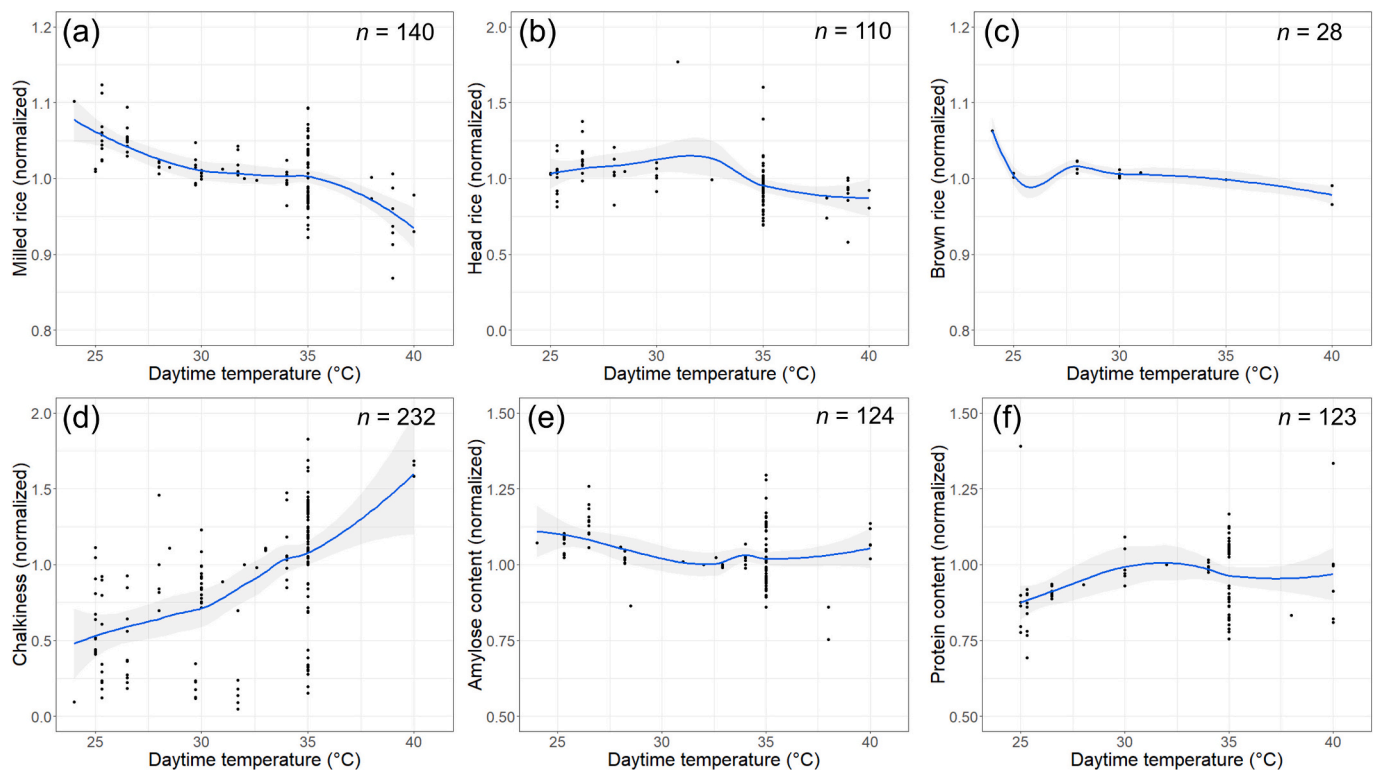 (a)
n = 140
Milled rice (normalized)
1.2
1.1
1.0
0.9
0.8
25
30
35
40
Daytime temperature (°C)
(b)
n = 110
Head rice (normalized)
2.0
1.5
1.0
0.5
0.0
25
30
35
40
Daytime temperature (°C)
(c)
n = 28
Brown rice (normalized)
1.2
1.1
1.0
0.9
0.8
25
30
35
40
Daytime temperature (°C)
(d)
n = 232
Chalkiness (normalized)
2.0
1.5
1.0
0.5
0.0
25
30
35
40
Daytime temperature (°C)
(e)
n = 124
Amylose content (normalized)
1.50
1.25
1.00
0.75
0.50
25
30
35
40
Daytime temperature (°C)
(f)
n = 123
Protein content (normalized)
1.50
1.25
1.00
0.75
0.50
25
30
35
40
Daytime temperature (°C)